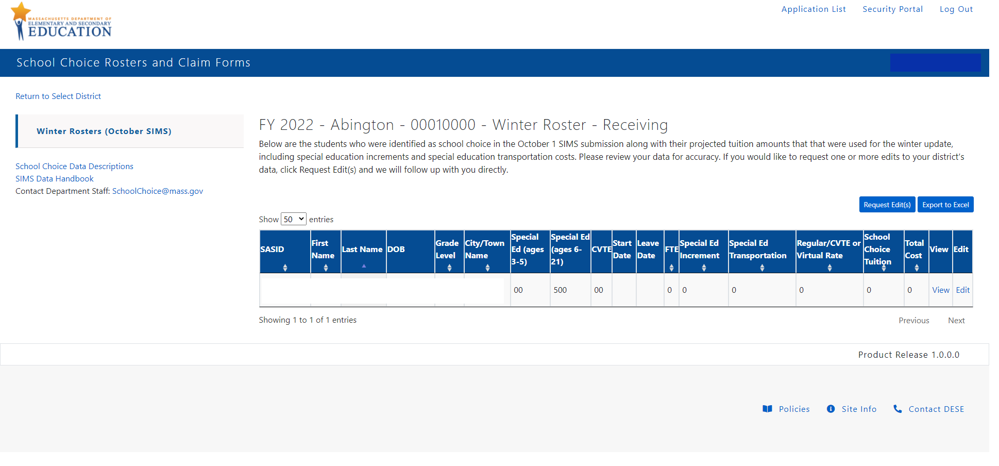 MASSACHUSETTS DEPARTMENT OF
ELEMENTARY AND SECONDARY
EDUCATION
Application List Security Portal Log Out
School Choice Rosters and Claim Forms
Return to Select District
Winter Rosters (October SIMS)
School Choice Data Descriptions
SIMS Data Handbook
Contact Department Staff: SchoolChoice@mass.gov
FY 2022 - Abington - 00010000 - Winter Roster - Receiving
Below are the students who were identified as school choice in the October 1 SIMS submission along with their projected tuition amounts that that were used for the winter update,
including special education increments and special education transportation costs. Please review your data for accuracy. If you would like to request one or more edits to your district's
data, click Request Edit(s) and we will follow up with you directly.
Request Edit(s) Export to Excel
Show 50 entries
SASID First Name Last Name DOB Grade Level City/Town Name Special Ed (ages 3-5) Special Ed (ages 6-21) CVTE Start Date Leave Date FTE Special Ed Increment Special Ed Transportation Regular/CVTE or Virtual Rate School Choice Tuition Total Cost View Edit
00 500 00 0 0 0 0 0 0 View Edit
Showing 1 to 1 of 1 entries
Previous Next
Product Release 1.0.0.0
Policies Site Info Contact DESE